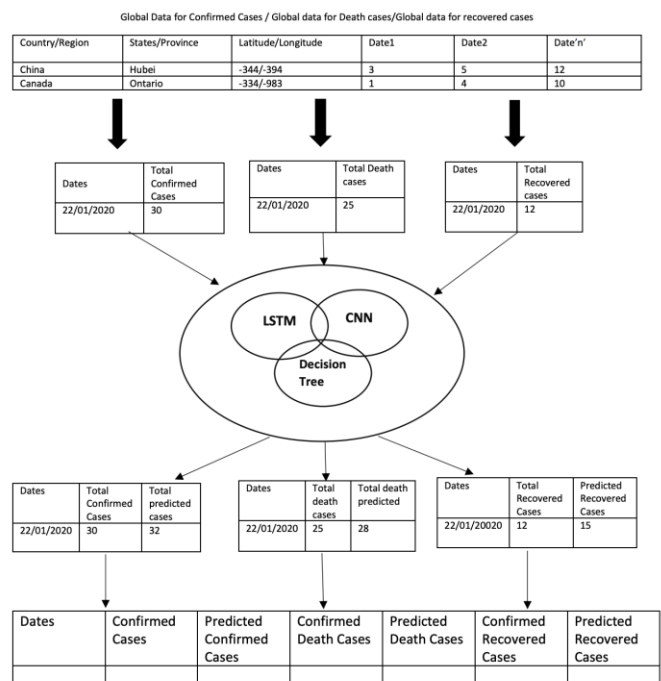 Global Data for Confirmed Cases / Global data for Death cases/Global data for recovered cases
Country/Region States/Province Latitude/Longitude Date1 Date2 Date'n'
China Hubei -344/-394 3 5 12
Canada Ontario -334/-983 1 4 10
Dates Total Confirmed Cases
22/01/2020 30
Dates Total Death cases
22/01/2020 25
Dates Total Recovered cases
22/01/2020 12
LSTM
CNN
Decision
Tree
Dates Total Confirmed Cases Total predicted cases
22/01/2020 30 32
Dates Total death cases Total death predicted
22/01/2020 25 28
Dates Total Recovered Cases Predicted Recovered Cases
22/01/20020 12 15
Dates Confirmed Cases Predicted Confirmed Cases Confirmed Death Cases Predicted Death Cases Confirmed Recovered Cases Predicted Recovered Cases